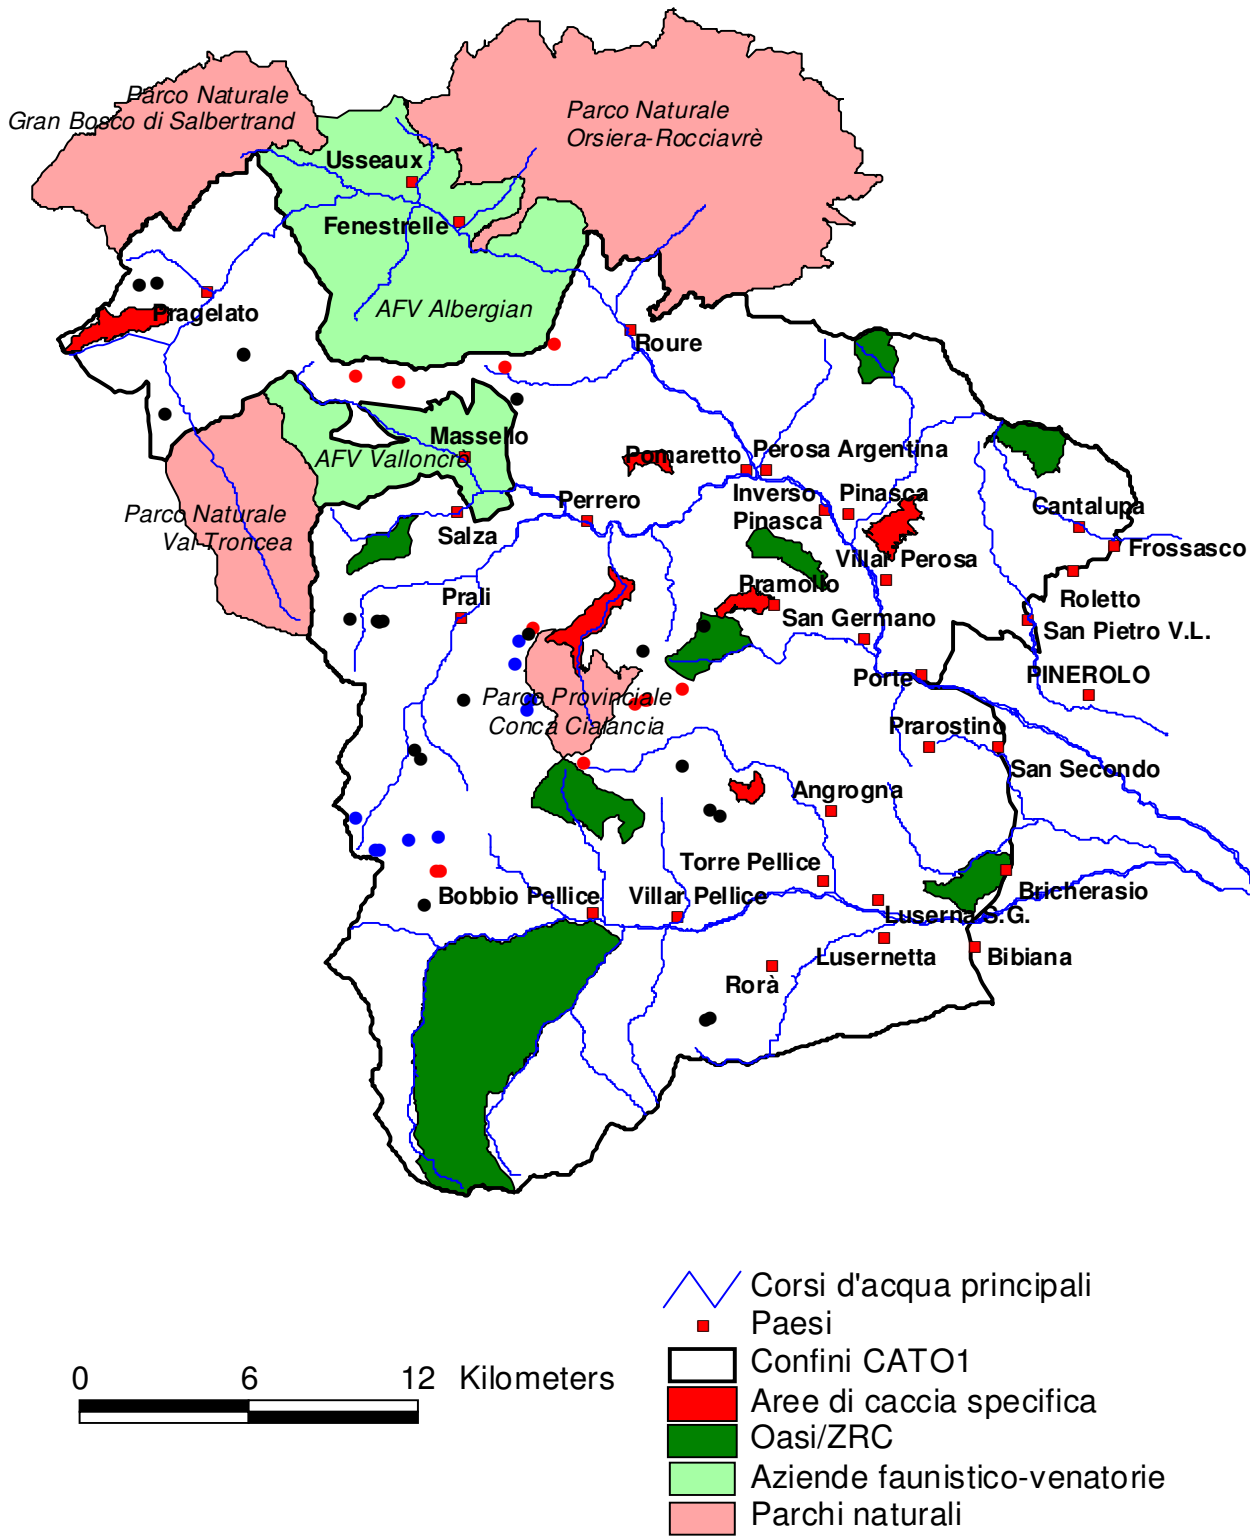 Parco Naturale
Gran Bosco di Salbertrand
Parco Naturale
Orsiera-Rocciavrè
Usseaux
Fenestrelle
AFV Albergian
Pragelato
Roure
Massello
AFV Valloncrò
Pomaretto
Perosa Argentina
Perrero
Inverso
Pinasca
Pinasca
Cantalupa
Parco Naturale
Val Troncea
Salza
Frossasco
Villar Perosa
Prali
Pramollo
San Germano
Roletto
San Pietro V.L.
Porte
PINEROLO
Parco Provinciale
Conca Cialancia
Prarostino
San Secondo
Angrogna
Torre Pellice
Bobbio Pellice
Villar Pellice
Bricherasio
Luserna S.G.
Lusernetta
Bibiana
Rorà
Corsi d'acqua principali
Paesi
Confini CATO1
Aree di caccia specifica
Oasi/ZRC
Aziende faunistico-venatorie
Parchi naturali
0 6 12 Kilometers